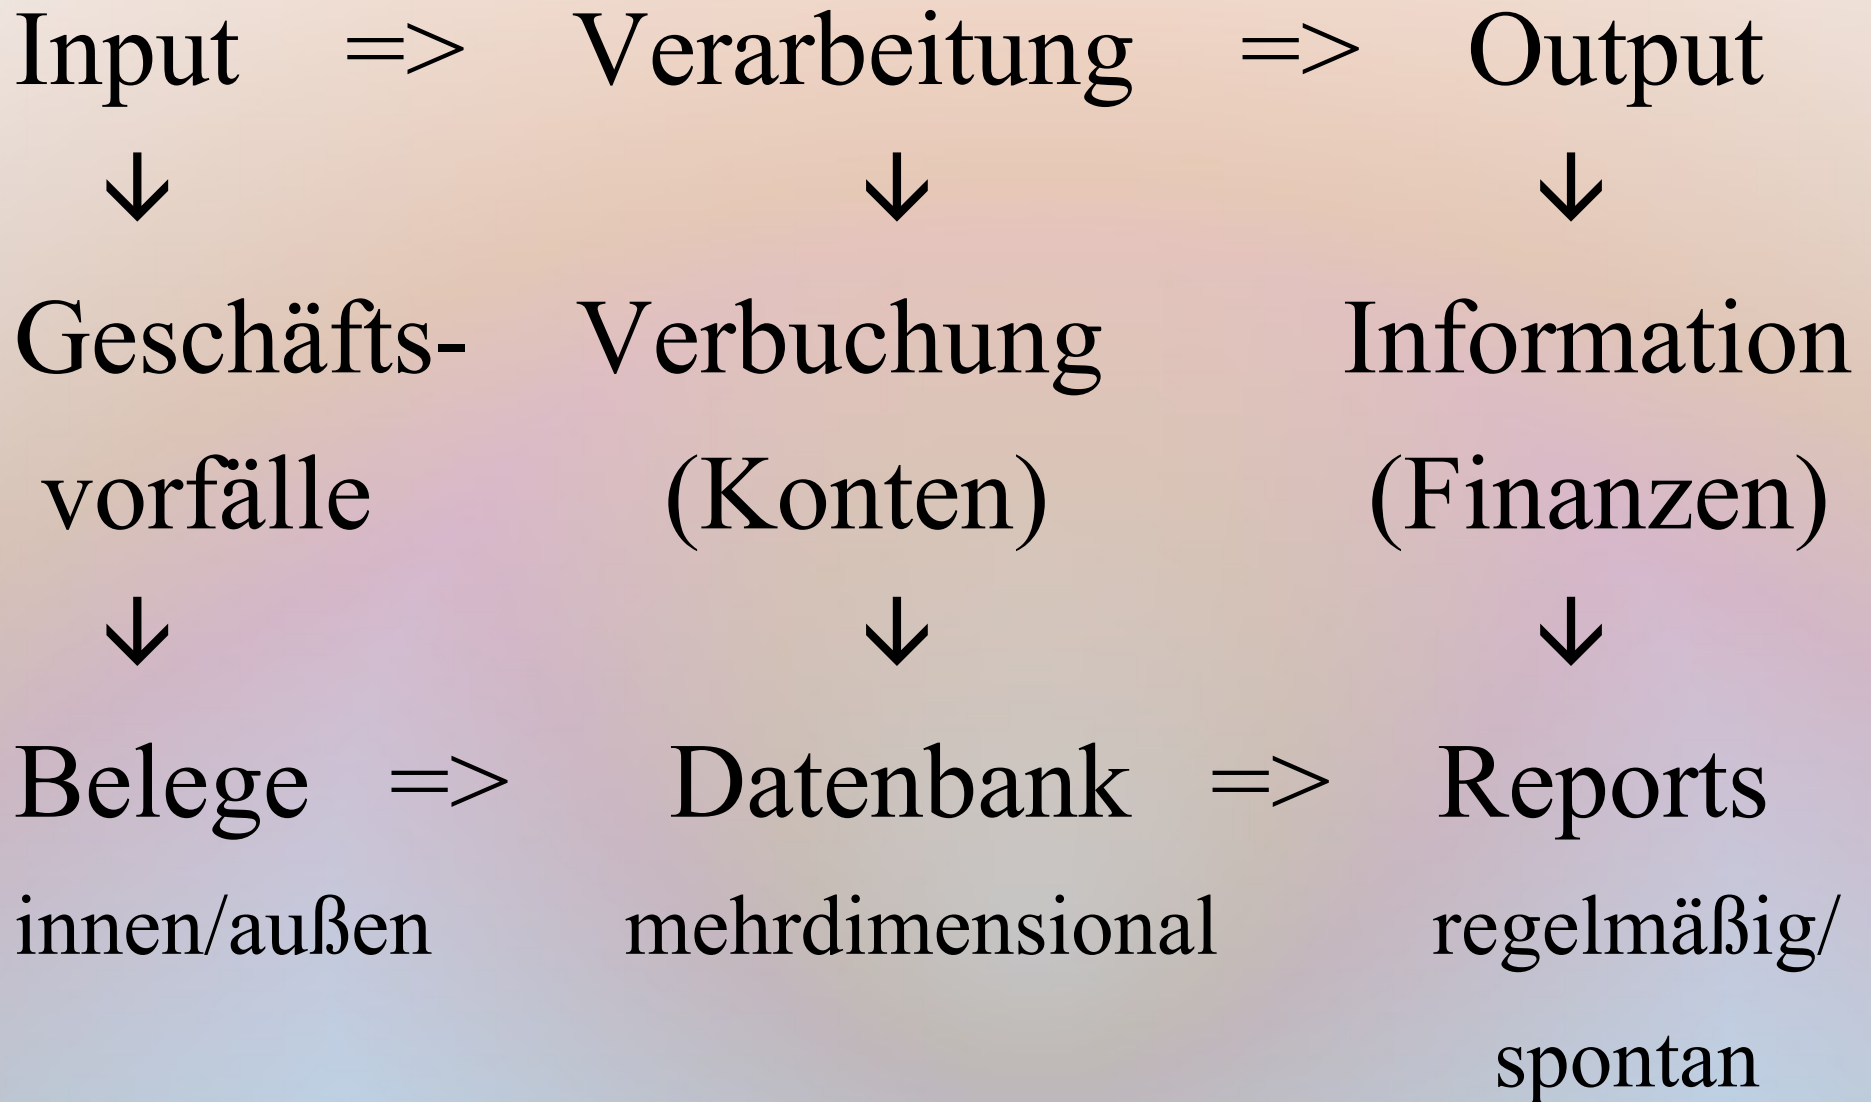 Input => Verarbeitung => Output
↓ ↓ ↓
Geschäfts- Verbuchung Information
vorfälle (Konten) (Finanzen)
↓ ↓ ↓
Belege => Datenbank => Reports
innen/außen mehrdimensional regelmäßig/
spontan